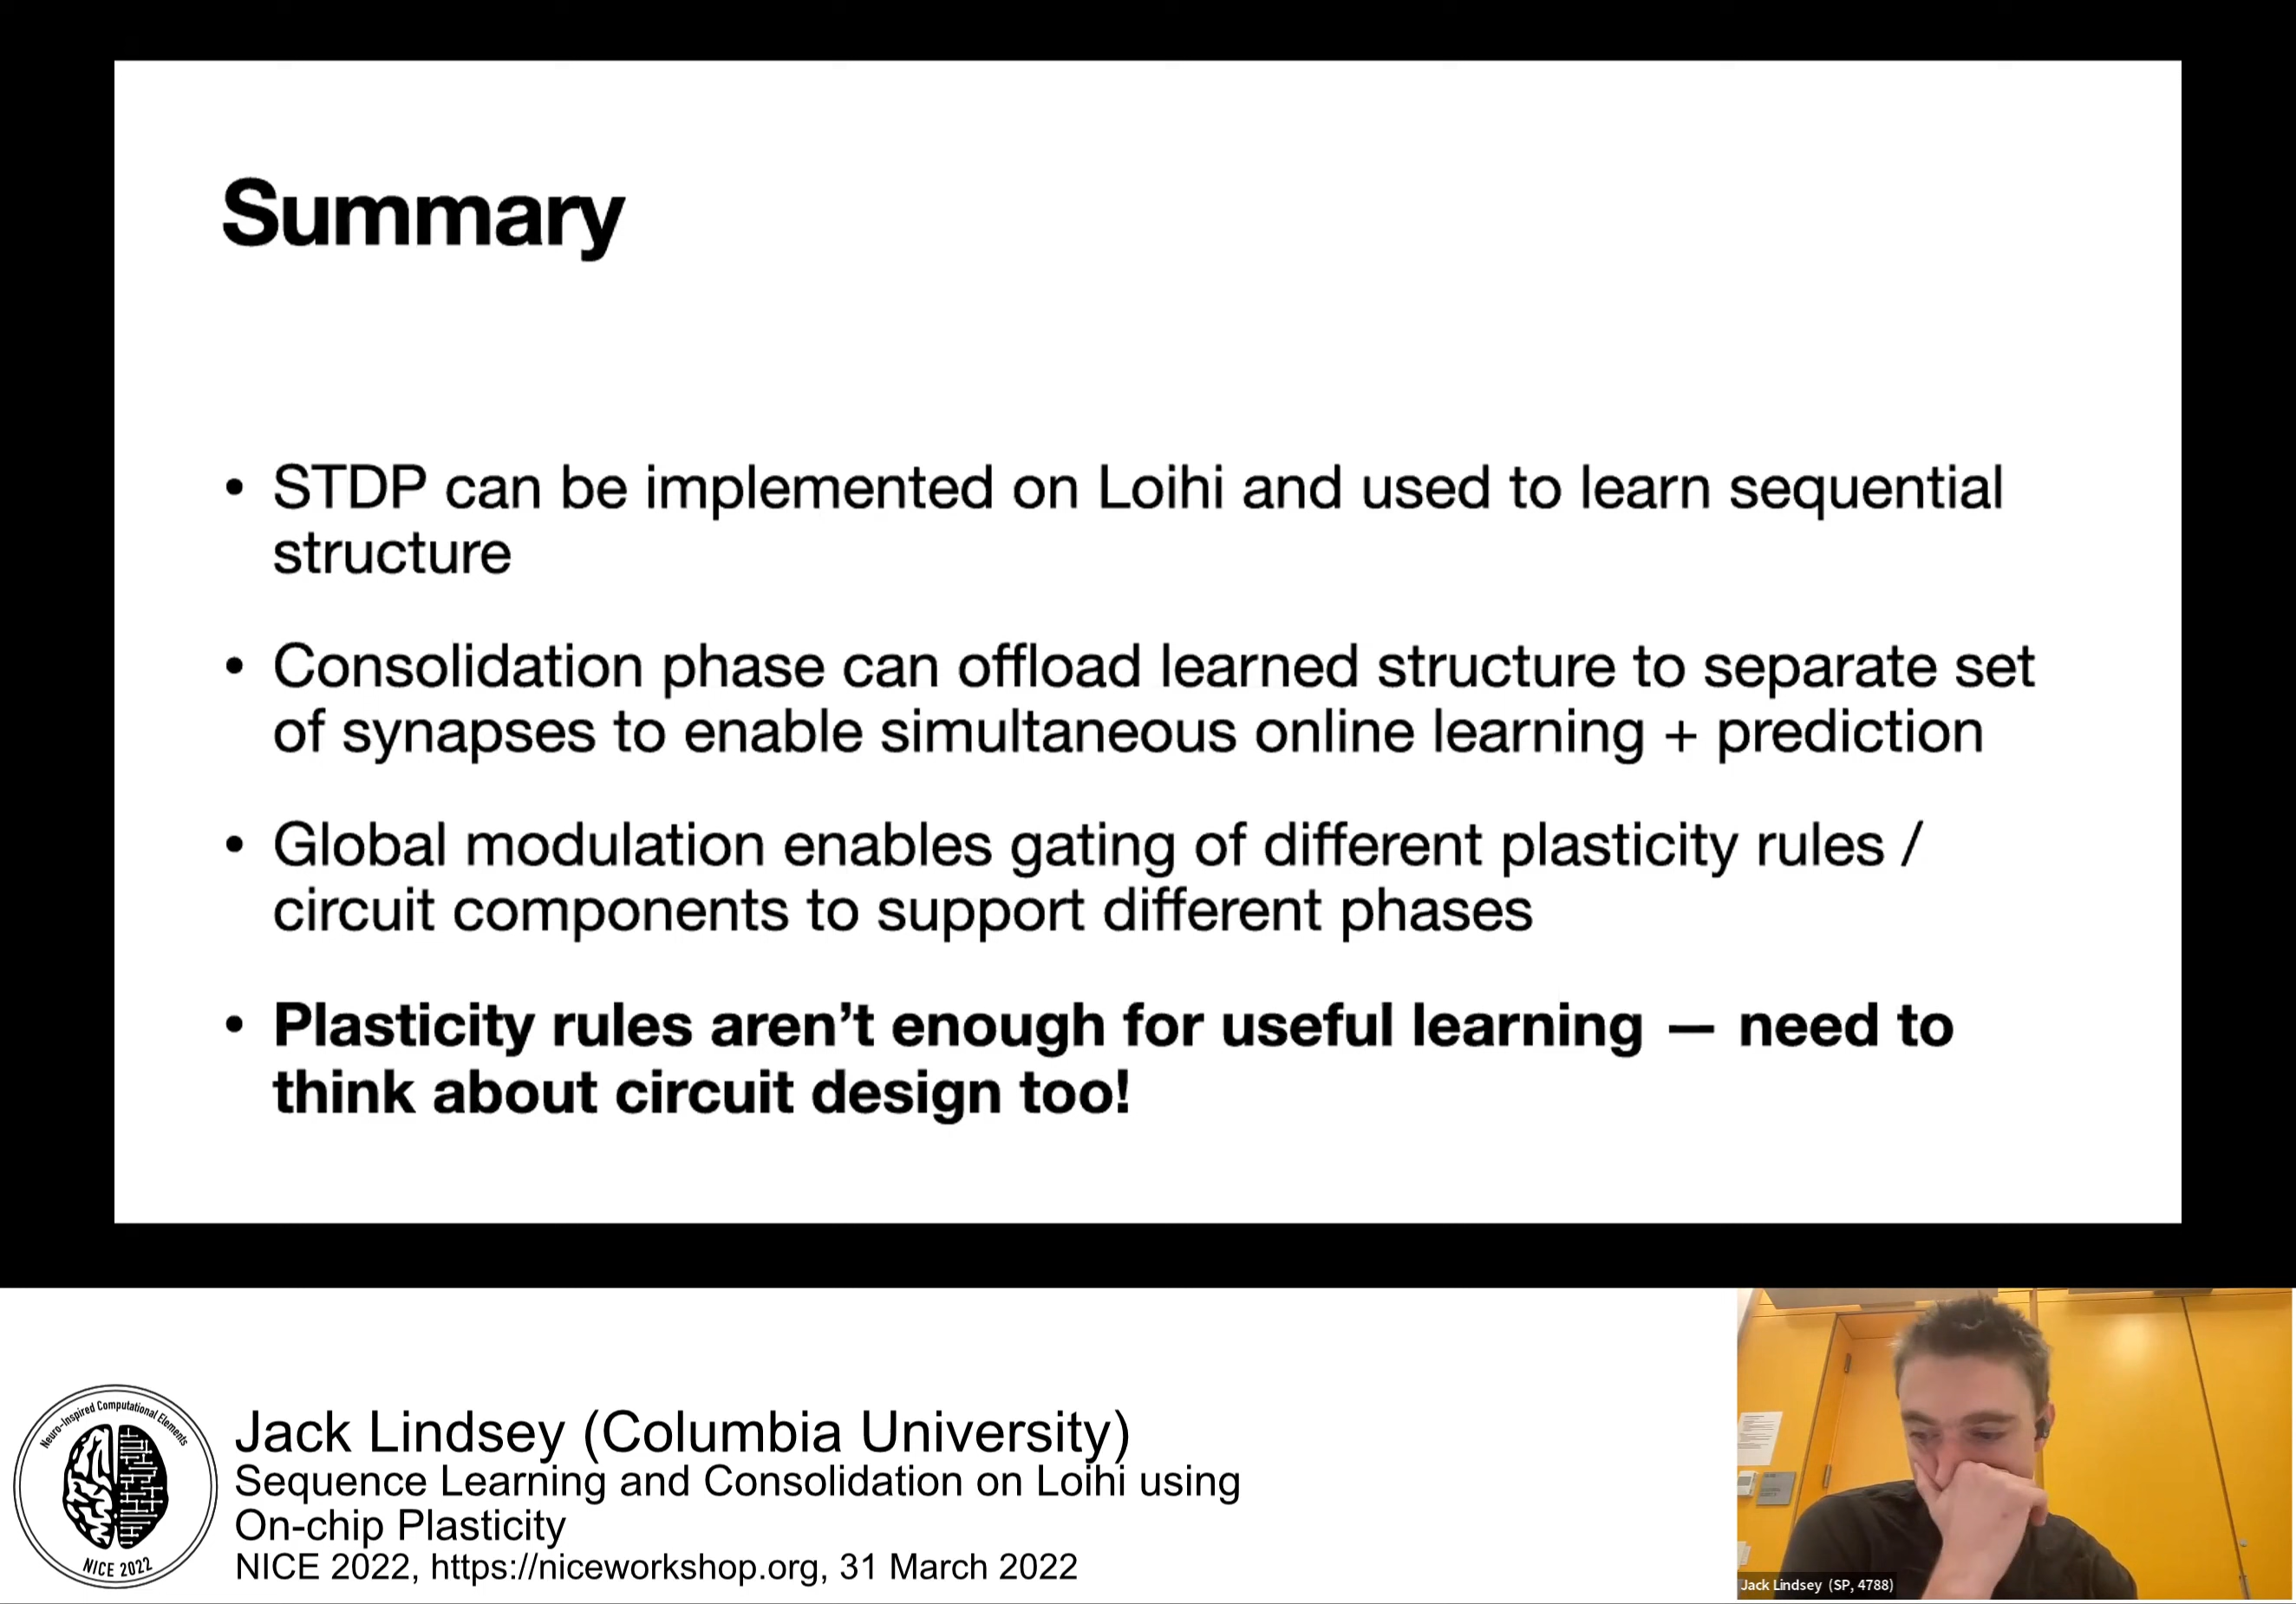 Summary
• STDP can be implemented on Loihi and used to learn sequential
structure
• Consolidation phase can offload learned structure to separate set
of synapses to enable simultaneous online learning + prediction
• Global modulation enables gating of different plasticity rules /
circuit components to support different phases
• Plasticity rules aren’t enough for useful learning — need to
think about circuit design too!
Neuro-Inspired Computational Elements
NICE 2022
Jack Lindsey (Columbia University)
Sequence Learning and Consolidation on Loihi using
On-chip Plasticity
NICE 2022, https://niceworkshop.org, 31 March 2022
Jack Lindsey (SP, 4788)